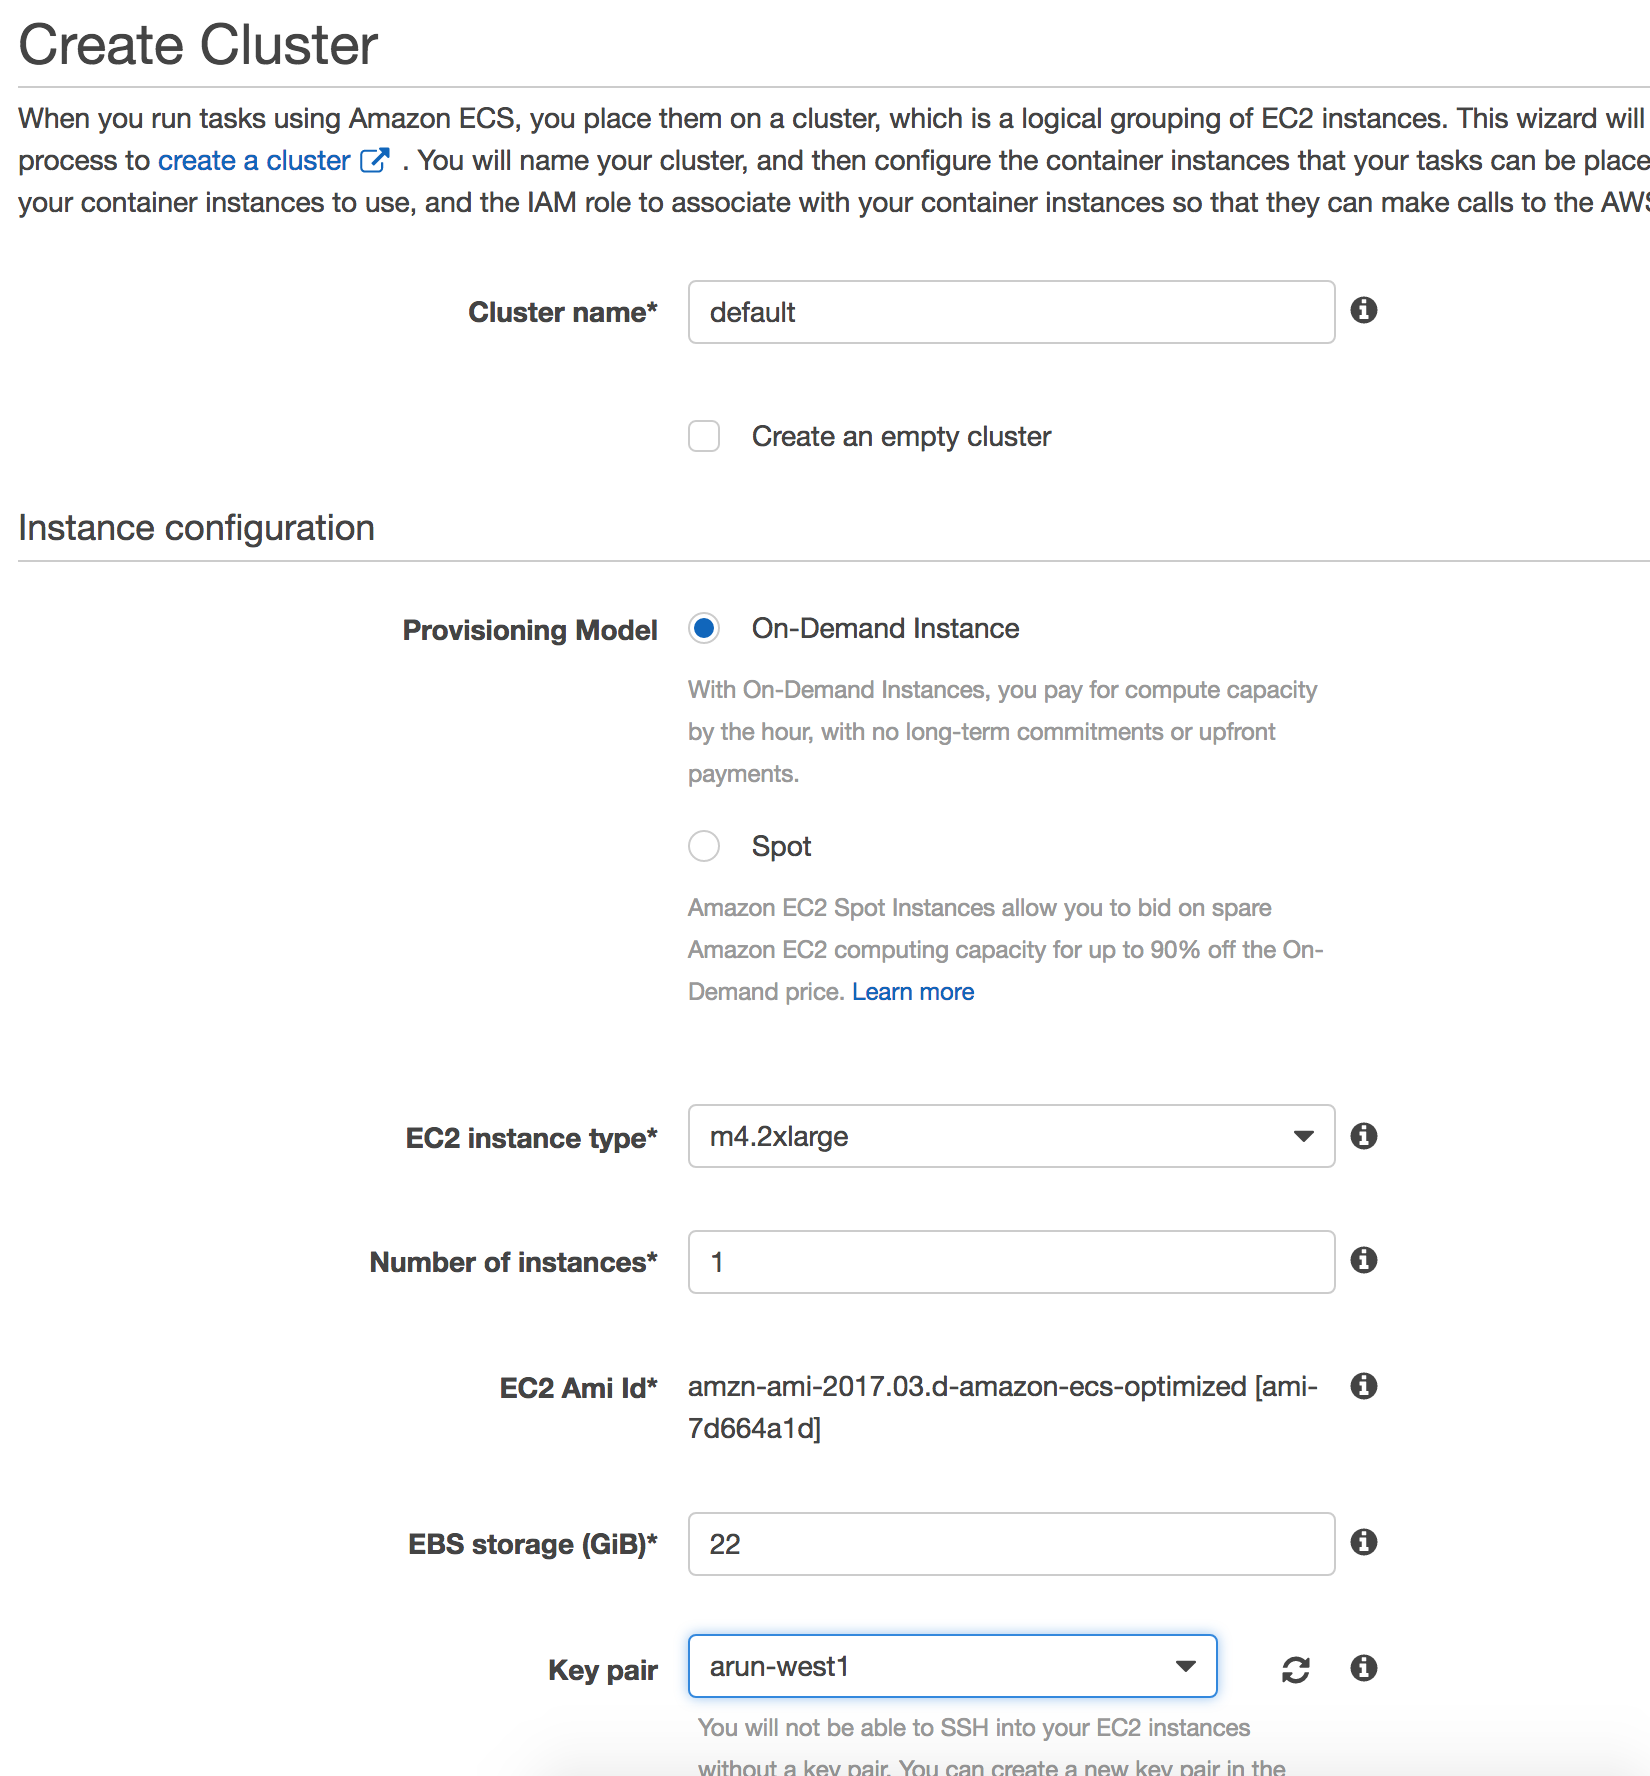 Create Cluster
When you run tasks using Amazon ECS, you place them on a cluster, which is a logical grouping of EC2 instances. This wizard will
process to create a cluster . You will name your cluster, and then configure the container instances that your tasks can be place
your container instances to use, and the IAM role to associate with your container instances so that they can make calls to the AWS
Cluster name* default
Create an empty cluster
Instance configuration
Provisioning Model On-Demand Instance
With On-Demand Instances, you pay for compute capacity
by the hour, with no long-term commitments or upfront
payments.
Spot
Amazon EC2 Spot Instances allow you to bid on spare
Amazon EC2 computing capacity for up to 90% off the On-
Demand price. Learn more
EC2 instance type* m4.2xlarge
Number of instances* 1
EC2 Ami Id* amzn-ami-2017.03.d-amazon-ecs-optimized [ami-
7d664a1d]
EBS storage (GiB)* 22
Key pair arun-west1
You will not be able to SSH into your EC2 instances
without a key pair. You can create a new key pair in the